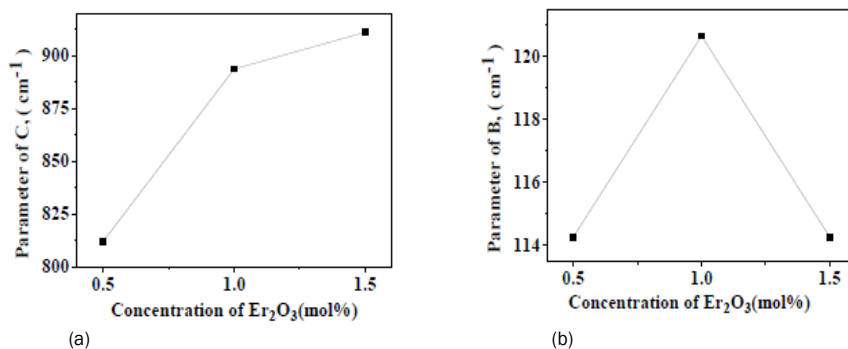 Parameter of C, ( cm⁻¹ )
900
875
850
825
800
0.5 1.0 1.5
Concentration of Er₂O₃(mol%)
(a)
Parameter of B, ( cm⁻¹ )
120
118
116
114
0.5 1.0 1.5
Concentration of Er₂O₃(mol%)
(b)